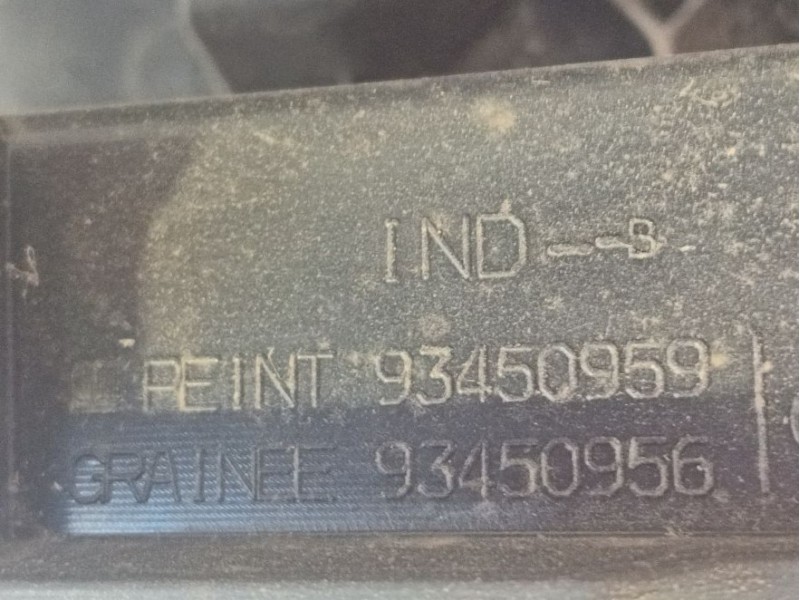 IND - - B -
PEINT 93450959
GRAINEE 93450956